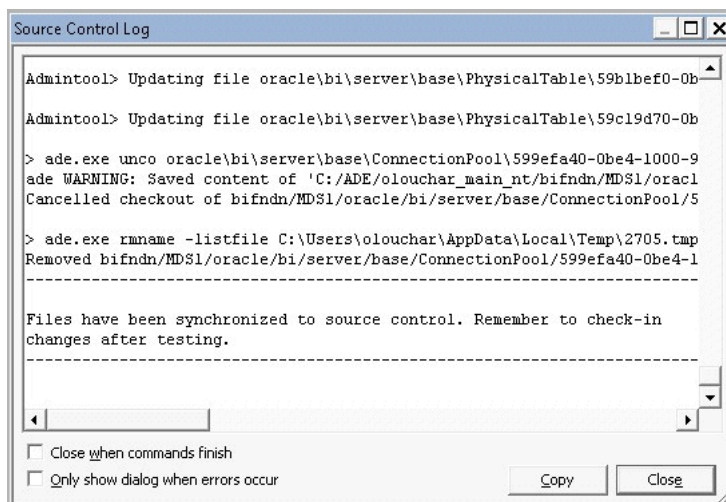 Source Control Log
Admintool> Updating file oracle\bi\server\base\PhysicalTable\59b1bef0-0b
Admintool> Updating file oracle\bi\server\base\PhysicalTable\59c19d70-0b
> ade.exe unco oracle\bi\server\base\ConnectionPool\599efa40-0be4-1000-9
ade WARNING: Saved content of 'C:/ADE/olouchar_main_nt/bifndn/MDS1/oracl
Cancelled checkout of bifndn/MDS1/oracle/bi/server/base/ConnectionPool/5
> ade.exe rmname -listfile C:\Users\olouchar\AppData\Local\Temp\2705.tmp
Removed bifndn/MDS1/oracle/bi/server/base/ConnectionPool/599efa40-0be4-1
------------------------------------------------------------------------
Files have been synchronized to source control. Remember to check-in
changes after testing.
------------------------------------------------------------------------
Close when commands finish
Only show dialog when errors occur
Copy
Close